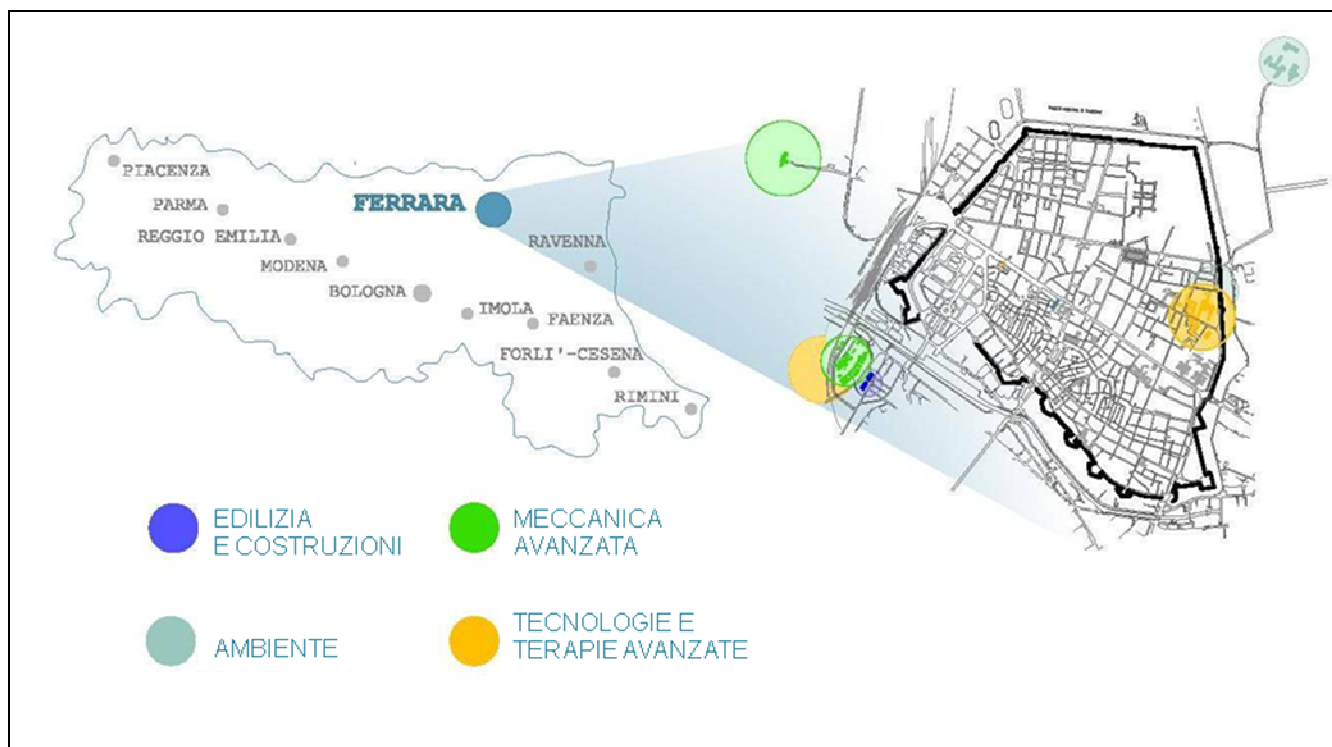 PIACENZA
PARMA
FERRARA
REGGIO EMILIA
RAVENNA
MODENA
BOLOGNA
IMOLA
FAENZA
FORLI'-CESENA
RIMINI
EDILIZIA
E COSTRUZIONI
MECCANICA
AVANZATA
AMBIENTE
TECNOLOGIE E
TERAPIE AVANZATE